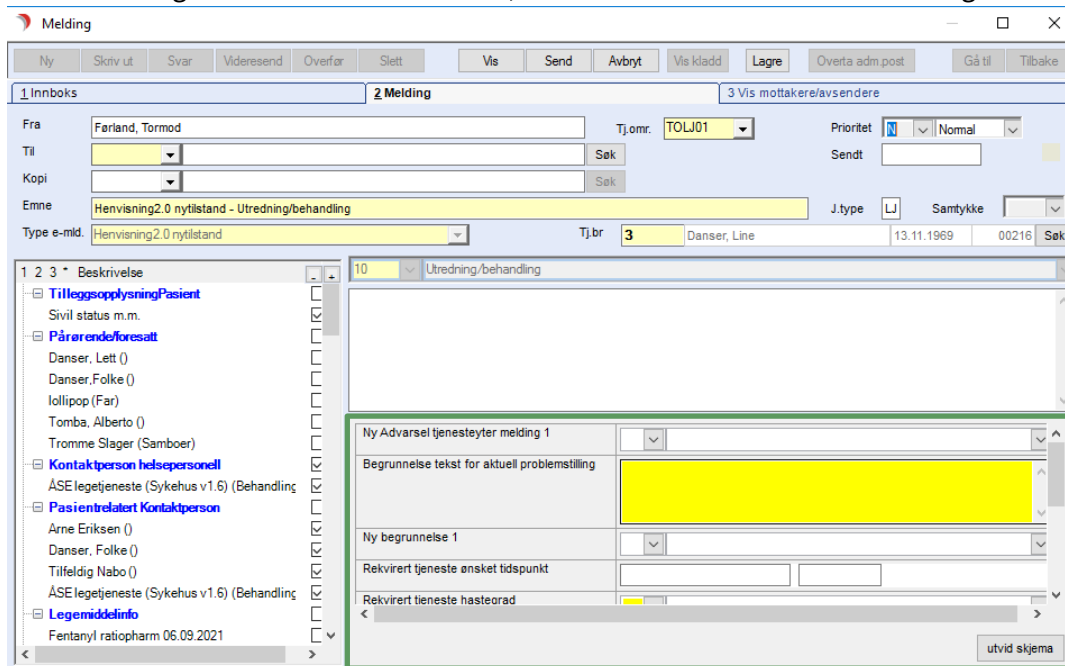 Melding
Ny Skriv ut Svar Videresend Overfør Slett Vis Send Avbryt Vis kladd Lagre Overta adm.post Gå til Tilbake
1 Innboks 2 Melding 3 Vis mottakere/avsendere
Fra Førland, Tormod Tj.omr. TOLJ01 Prioritet N Normal
Til Søk Sendt
Kopi Søk
Emne Henvisning2.0 nytilstand - Utredning/behandling J.type LJ Samtykke
Type e-mld. Henvisning2.0 nytilstand Tj.br 3 Danser, Line 13.11.1969 00216 Søk
1 2 3 * Beskrivelse - +
10 Utredning/behandling
TilleggsopplysningPasient
Sivil status m.m.
Pårørende/foresatt
Danser, Lett ()
Danser,Folke ()
lollipop (Far)
Tomba, Alberto ()
Tromme Slager (Samboer)
Kontaktperson helsepersonell
ÅSE legetjeneste (Sykehus v1.6) (Behandling
Pasientrelatert Kontaktperson
Arne Eriksen ()
Danser, Folke ()
Tilfeldig Nabo ()
ÅSE legetjeneste (Sykehus v1.6) (Behandling
Legemiddelinfo
Fentanyl ratiopharm 06.09.2021
Ny Advarsel tjenesteyter melding 1
Begrunnelse tekst for aktuell problemstilling
Ny begrunnelse 1
Rekvirert tjeneste ønsket tidspunkt
Rekvirert tjeneste hastegrad
utvid skjema